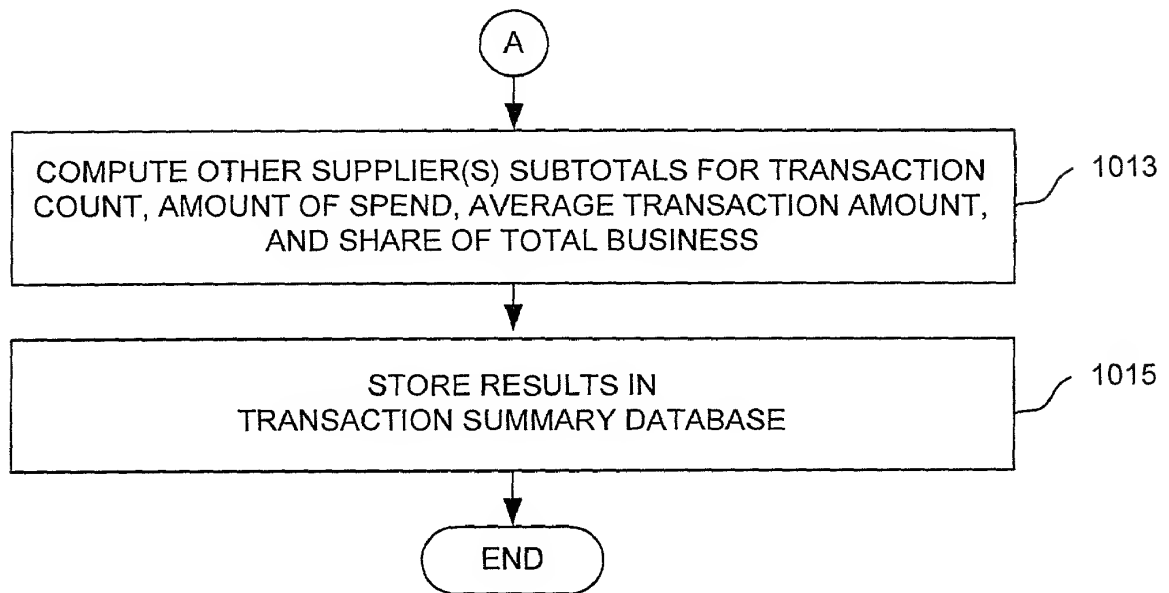 A
COMPUTE OTHER SUPPLIER(S) SUBTOTALS FOR TRANSACTION
COUNT, AMOUNT OF SPEND, AVERAGE TRANSACTION AMOUNT,
AND SHARE OF TOTAL BUSINESS
1013
STORE RESULTS IN
TRANSACTION SUMMARY DATABASE
1015
END